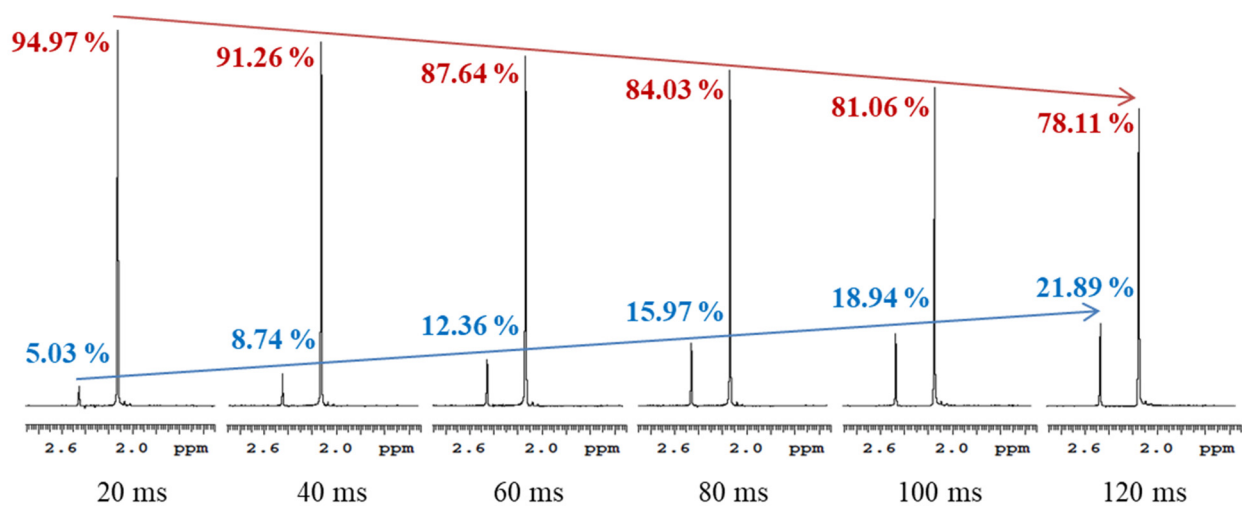 94.97 %
91.26 %
87.64 %
84.03 %
81.06 %
78.11 %
5.03 %
8.74 %
12.36 %
15.97 %
18.94 %
21.89 %
2.6 2.0 ppm
2.6 2.0 ppm
2.6 2.0 ppm
2.6 2.0 ppm
2.6 2.0 ppm
2.6 2.0 ppm
20 ms
40 ms
60 ms
80 ms
100 ms
120 ms